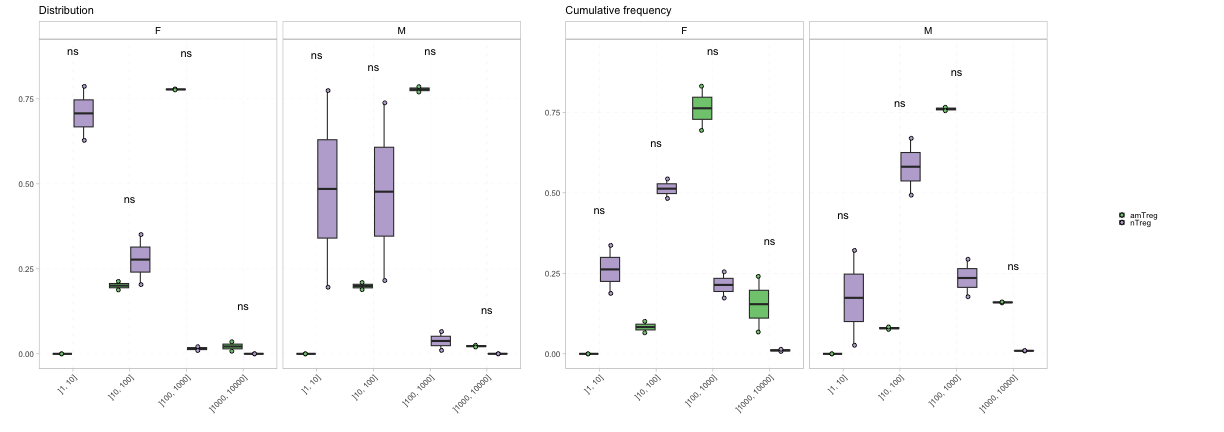 Distribution
F
M
ns
ns
ns
ns
ns
ns
ns
ns
0.75
0.50
0.25
0.00
]1, 10]
]10, 100]
]100, 1000]
]1000, 10000]
]1, 10]
]10, 100]
]100, 1000]
]1000, 10000]
Cumulative frequency
F
M
ns
ns
ns
ns
ns
ns
ns
ns
0.75
0.50
0.25
0.00
]1, 10]
]10, 100]
]100, 1000]
]1000, 10000]
]1, 10]
]10, 100]
]100, 1000]
]1000, 10000]
amTreg
nTreg